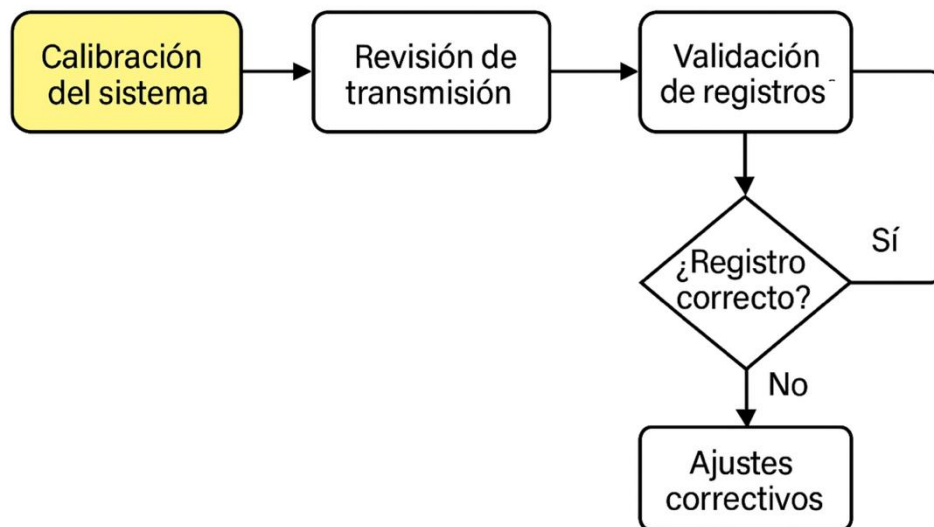 Calibración
del sistema
Revisión de
transmisión
Validación
de registros
¿Registro
correcto?
Sí
No
Ajustes
correctivos